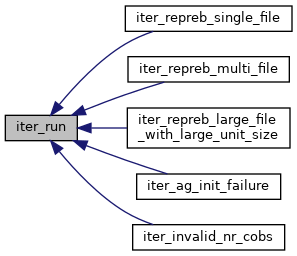 iter_repreb_single_file
iter_repreb_multi_file
iter_run
iter_repreb_large_file
_with_large_unit_size
iter_ag_init_failure
iter_invalid_nr_cobs